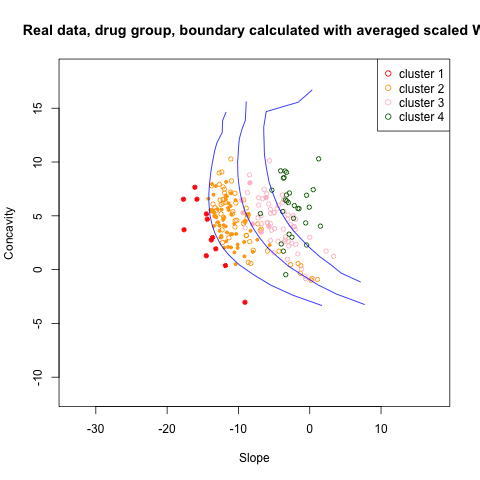 Real data, drug group, boundary calculated with averaged scaled W
cluster 1
cluster 2
cluster 3
cluster 4
15
10
5
0
-5
-10
Concavity
-30 -20 -10 0 10
Slope